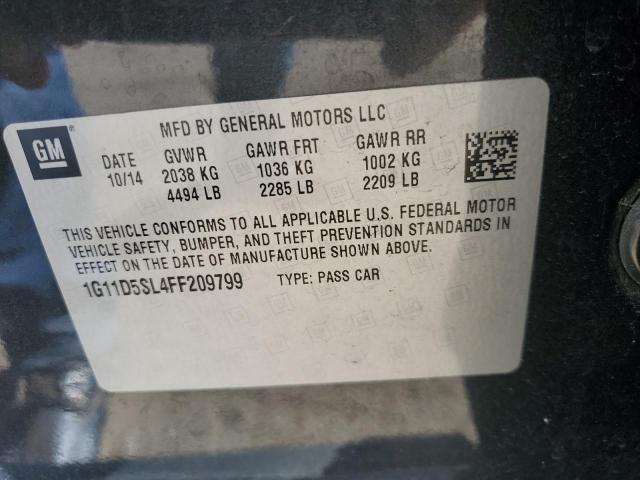 GM
MFD BY GENERAL MOTORS LLC
DATE GVWR GAWR FRT GAWR RR
10/14 2038 KG 1036 KG 1002 KG
4494 LB 2285 LB 2209 LB
THIS VEHICLE CONFORMS TO ALL APPLICABLE U.S. FEDERAL MOTOR
VEHICLE SAFETY, BUMPER, AND THEFT PREVENTION STANDARDS IN
EFFECT ON THE DATE OF MANUFACTURE SHOWN ABOVE.
1G11D5SL4FF209799 TYPE: PASS CAR